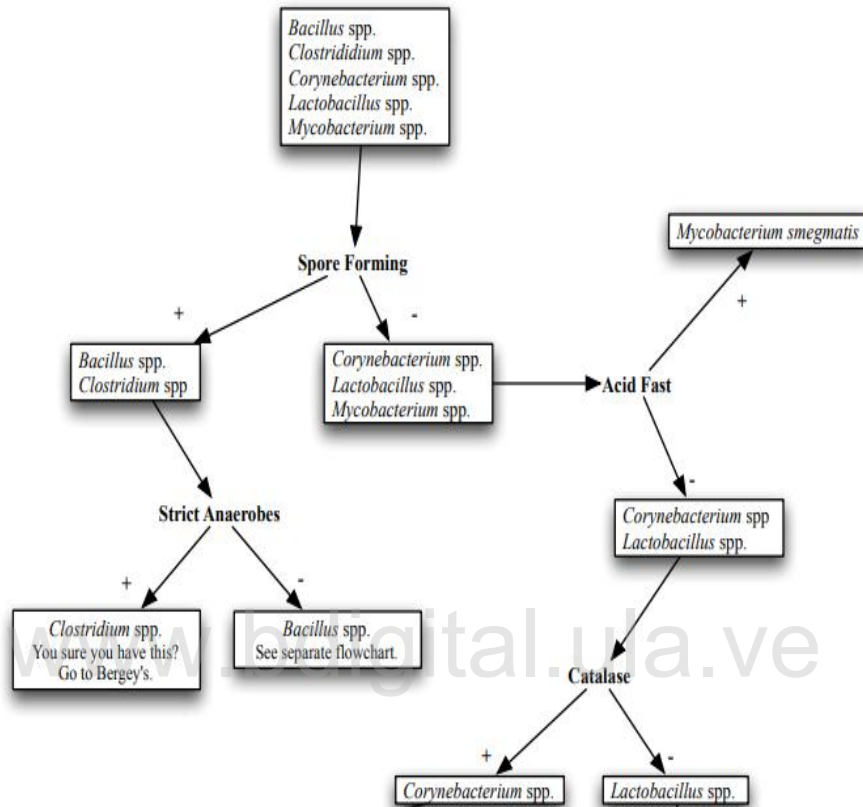 Bacillus spp.
Clostrididium spp.
Corynebacterium spp.
Lactobacillus spp.
Mycobacterium spp.
Spore Forming
+
-
Bacillus spp.
Clostridium spp
Corynebacterium spp.
Lactobacillus spp.
Mycobacterium spp.
Acid Fast
+
Mycobacterium smegmatis
-
Corynebacterium spp
Lactobacillus spp.
Strict Anaerobes
+
-
Clostridium spp.
You sure you have this?
Go to Bergey's.
Bacillus spp.
See separate flowchart.
Catalase
+
-
Corynebacterium spp.
Lactobacillus spp.
www.bdigital.ula.ve